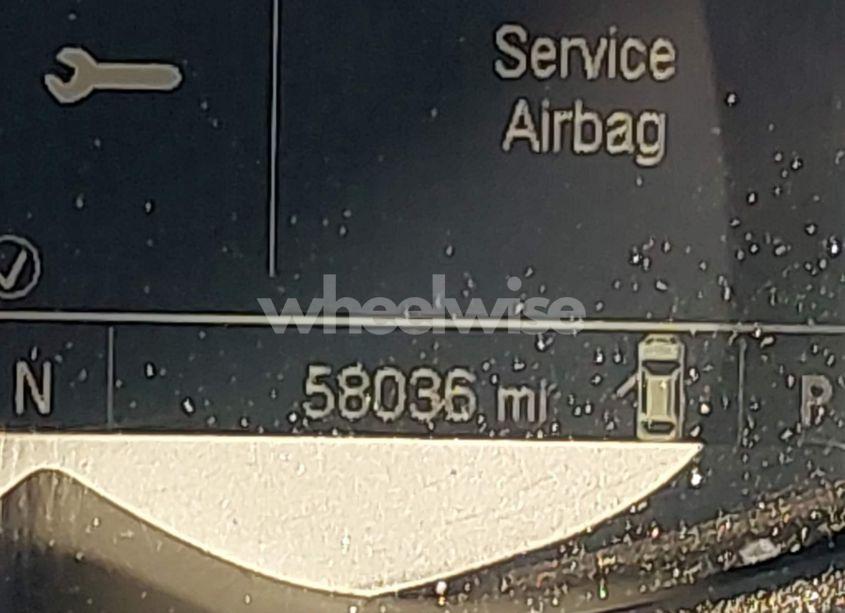 Service
Airbag
wheelwise
N
58036 mi
P